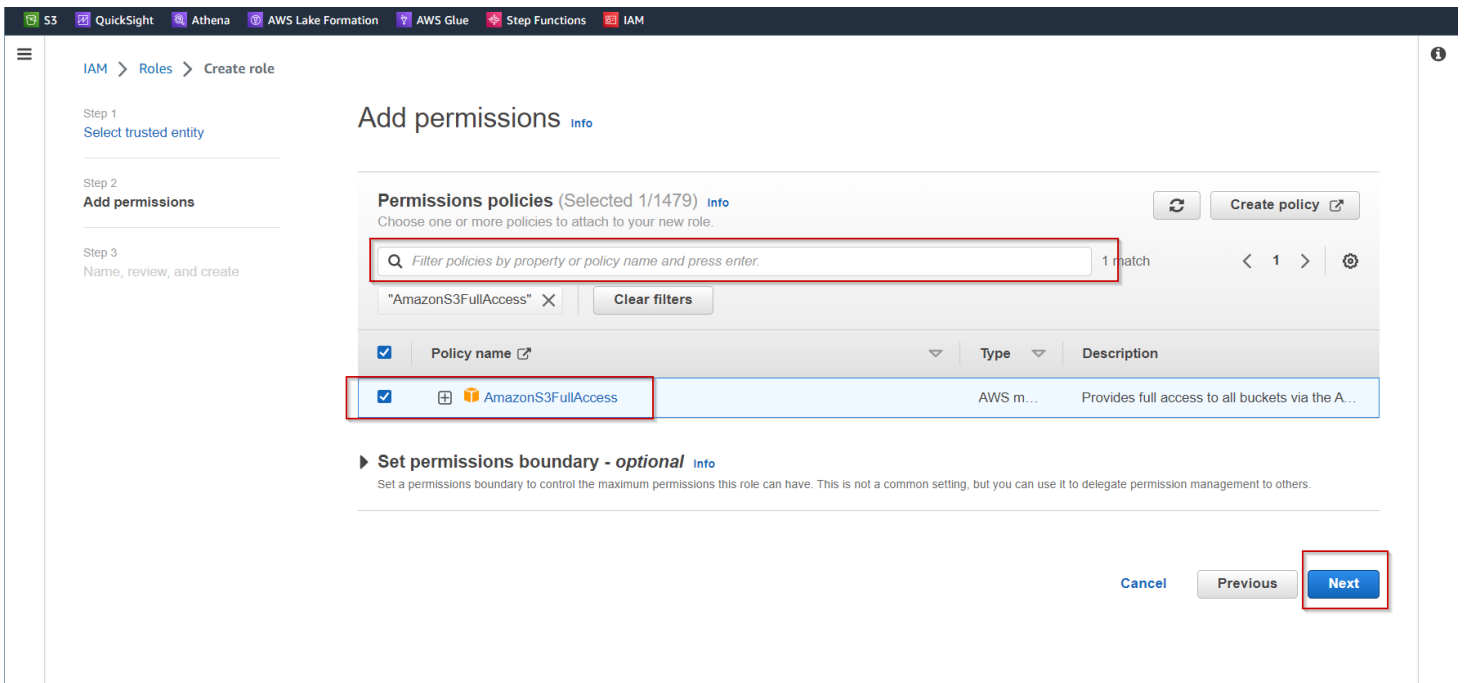 S3 QuickSight Athena AWS Lake Formation AWS Glue Step Functions IAM
IAM > Roles > Create role
Step 1
Select trusted entity
Step 2
Add permissions
Step 3
Name, review, and create
Add permissions Info
Permissions policies (Selected 1/1479) Info
Choose one or more policies to attach to your new role.
Create policy
Filter policies by property or policy name and press enter.
1 match
< 1 >
"AmazonS3FullAccess" Clear filters
Policy name Type Description
AmazonS3FullAccess AWS m... Provides full access to all buckets via the A...
Set permissions boundary - optional Info
Set a permissions boundary to control the maximum permissions this role can have. This is not a common setting, but you can use it to delegate permission management to others.
Cancel Previous Next